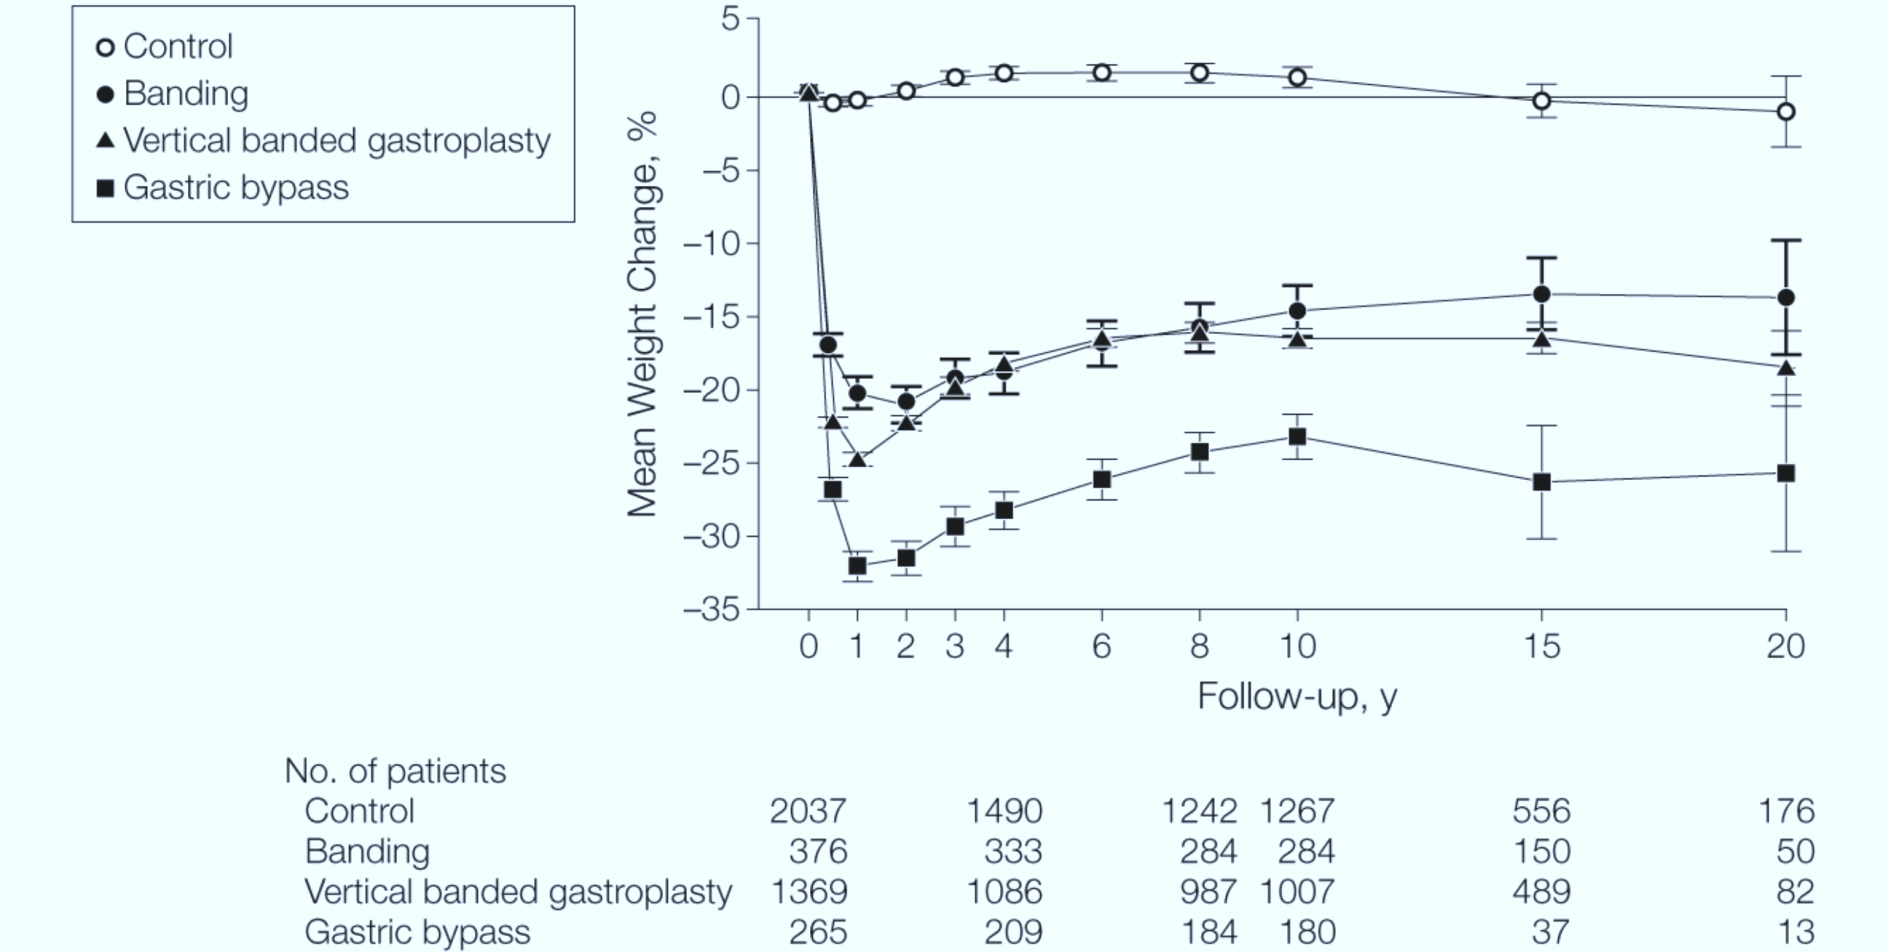 Control
Banding
Vertical banded gastroplasty
Gastric bypass
Mean Weight Change, %
5
0
–5
–10
–15
–20
–25
–30
–35
0 1 2 3 4 6 8 10 15 20
Follow-up, y
No. of patients
Control 2037 1490 1242 1267 556 176
Banding 376 333 284 284 150 50
Vertical banded gastroplasty 1369 1086 987 1007 489 82
Gastric bypass 265 209 184 180 37 13